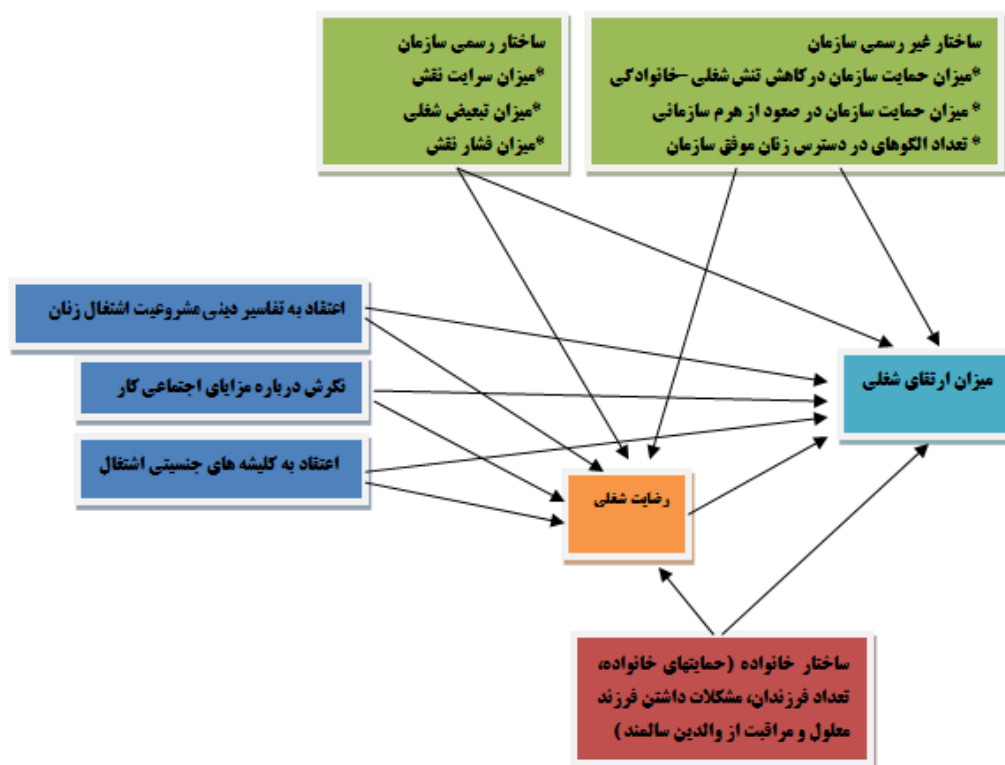 ساختار غیر رسمی سازمان
*میزان حمایت سازمان درکاهش تنش شغلی -خانوادگی
* میزان حمایت سازمان در صعود از هرم سازمانی
* تعداد الگوهای در دسترس زنان موفق سازمان
ساختار رسمی سازمان
*میزان سرایت نقش
*میزان تبعیض شغلی
*میزان فشار نقش
اعتقاد به تفاسیر دینی مشروعیت اشتغال زنان
نگرش درباره مزایای اجتماعی کار
اعتقاد به کلیشه های جنسیتی اشتغال
میزان ارتقای شغلی
رضایت شغلی
ساختار خانواده (حمایتهای خانواده،
تعداد فرزندان، مشکلات داشتن فرزند
معلول و مراقبت از والدین سالمند )